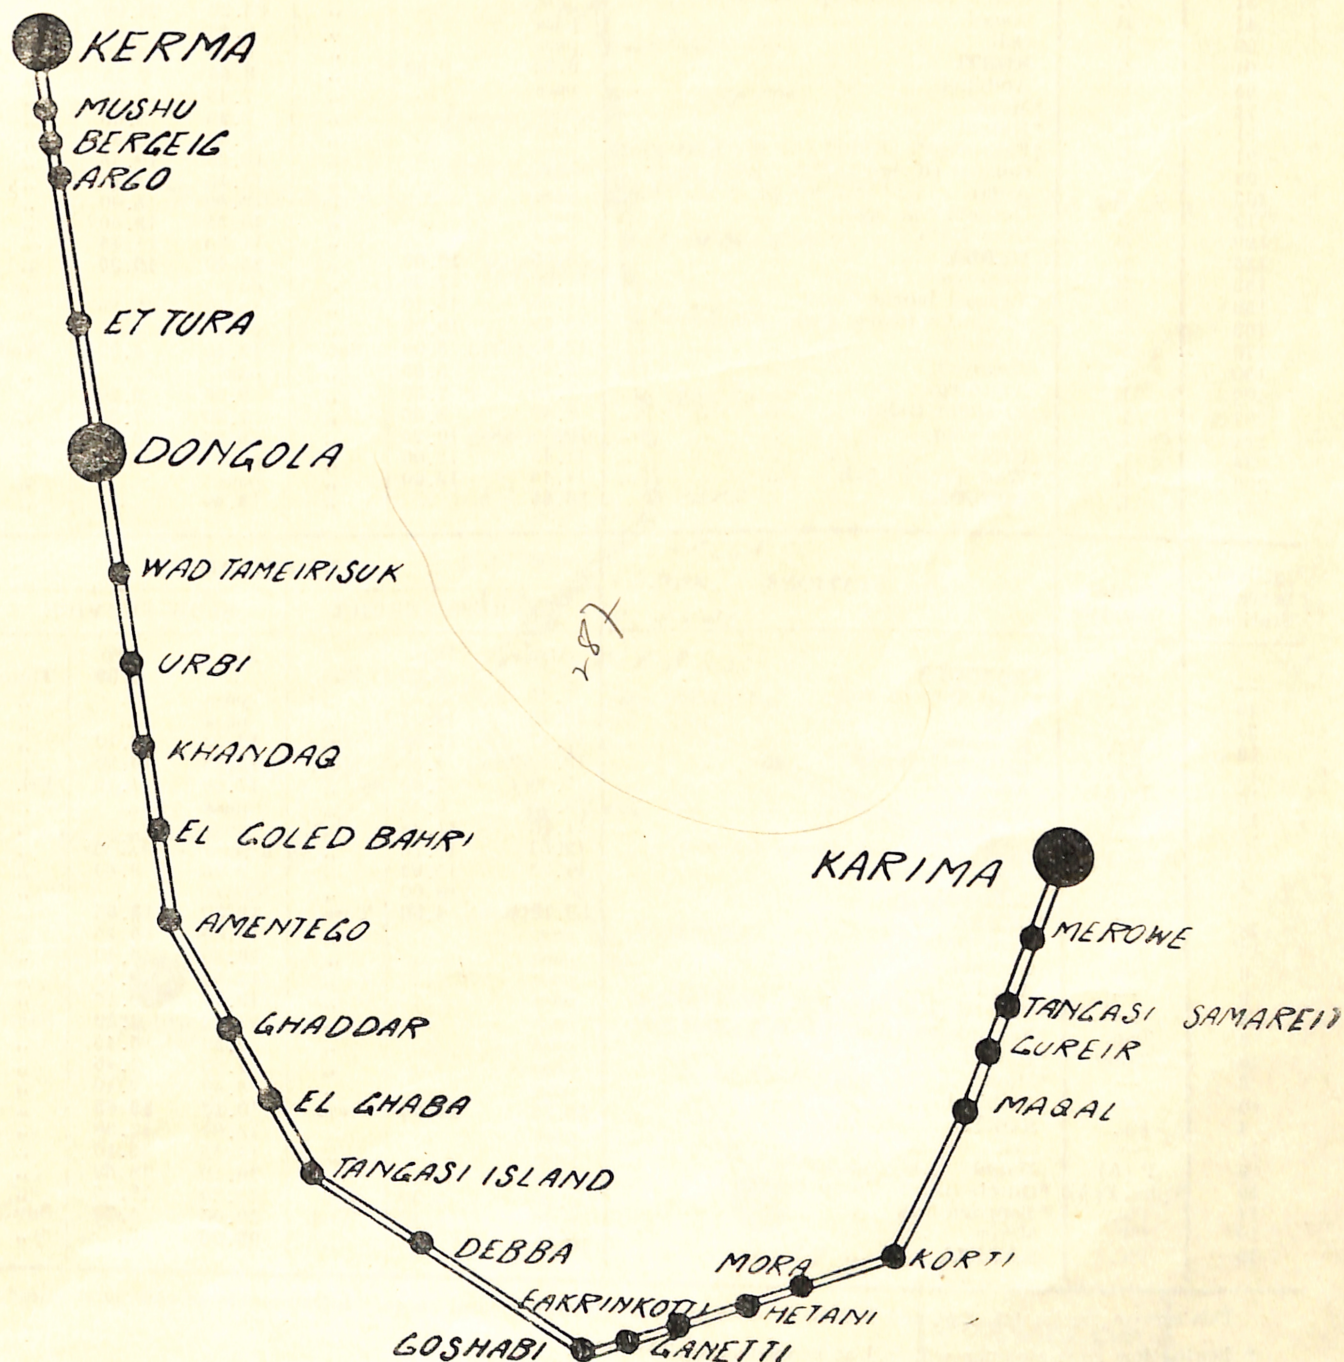 KERMA
MUSHU
BERGEIG
ARGO
ET TURA
DONGOLA
WAD TAMEIRISUK
URBI
KHANDAQ
EL GOLED BAHRI
AMENTEGO
GHADDAR
EL GHABA
TANGASI ISLAND
DEBBA
GOSHABI
GANETTI
HETANI
MORA
KORTI
MAQAL
GUREIR
TANGASI
MEROWE
KARIMA
287